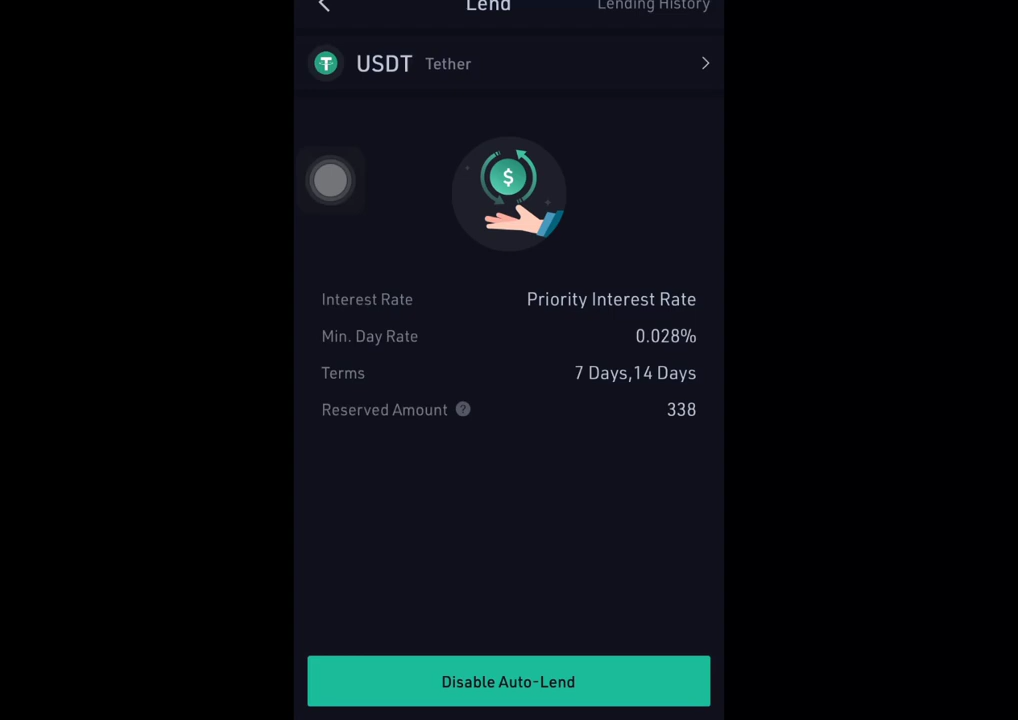 Lend Lending History
USDT Tether
Interest Rate Priority Interest Rate
Min. Day Rate 0.028%
Terms 7 Days,14 Days
Reserved Amount ? 338
Disable Auto-Lend